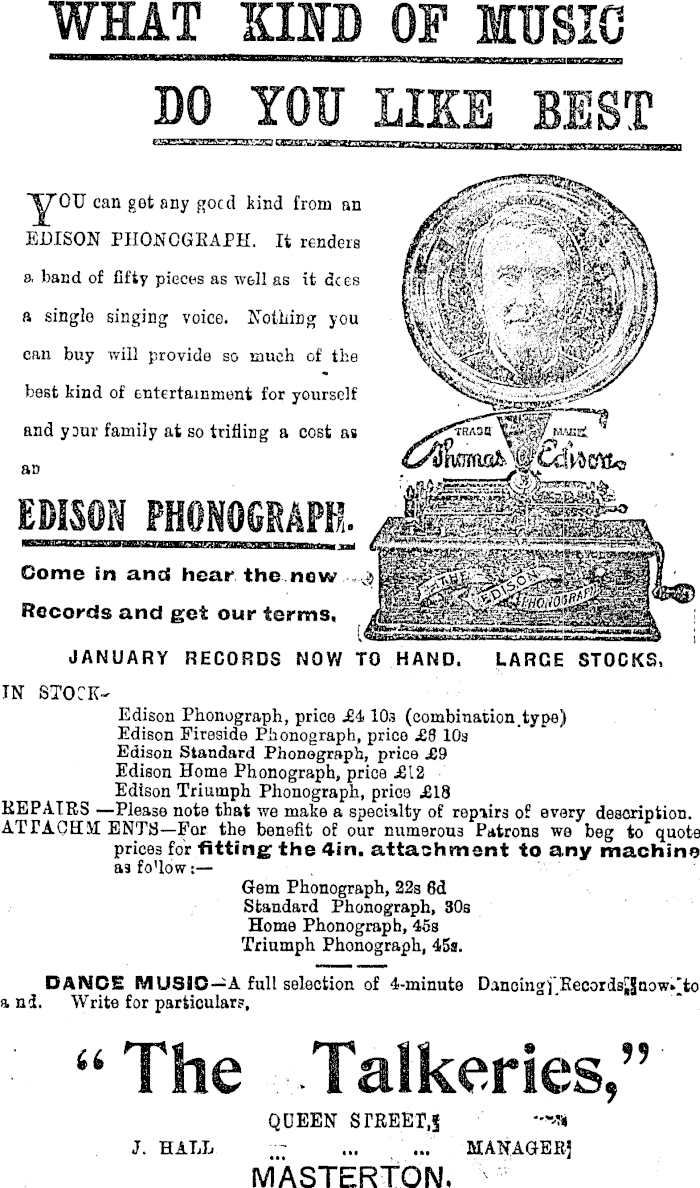 WHAT KIND OF MUSIC
DO YOU LIKE BEST
YOU can get any good kind from an
EDISON PHONOGRAPH. It renders
a band of fifty pieces as well as it does
a single singing voice. Nothing you
can buy will provide so much of the
best kind of entertainment for yourself
and your family at so trifling a cost as
an
EDISON PHONOGRAPH.
Come in and hear the new
Records and get our terms.
TRADE MARK
Thomas Edison
THE EDISON PHONOGRAPH
JANUARY RECORDS NOW TO HAND. LARGE STOCKS.
IN STOCK-
Edison Phonograph, price £4 10s (combination type)
Edison Fireside Phonograph, price £6 10s
Edison Standard Phonograph, price £9
Edison Home Phonograph, price £12
Edison Triumph Phonograph, price £18
REPAIRS —Please note that we make a specialty of repairs of every description.
ATTACHMENTS—For the benefit of our numerous Patrons we beg to quote
prices for fitting the 4in. attachment to any machine
as follow:—
Gem Phonograph, 22s 6d
Standard Phonograph, 30s
Home Phonograph, 45s
Triumph Phonograph, 45s.
DANCE MUSIC—A full selection of 4-minute Dancing Records now to
and. Write for particulars,
"The Talkeries,"
QUEEN STREET,
J. HALL ... ... ... MANAGER
MASTERTON.